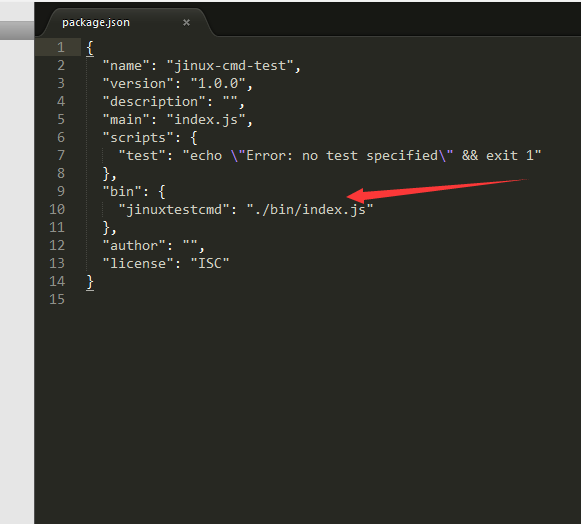 package.json ×
1 {
2 "name": "jinux-cmd-test",
3 "version": "1.0.0",
4 "description": "",
5 "main": "index.js",
6 "scripts": {
7 "test": "echo \"Error: no test specified\" && exit 1"
8 },
9 "bin": {
10 "jinuxtestcmd": "./bin/index.js"
11 },
12 "author": "",
13 "license": "ISC"
14 }
15